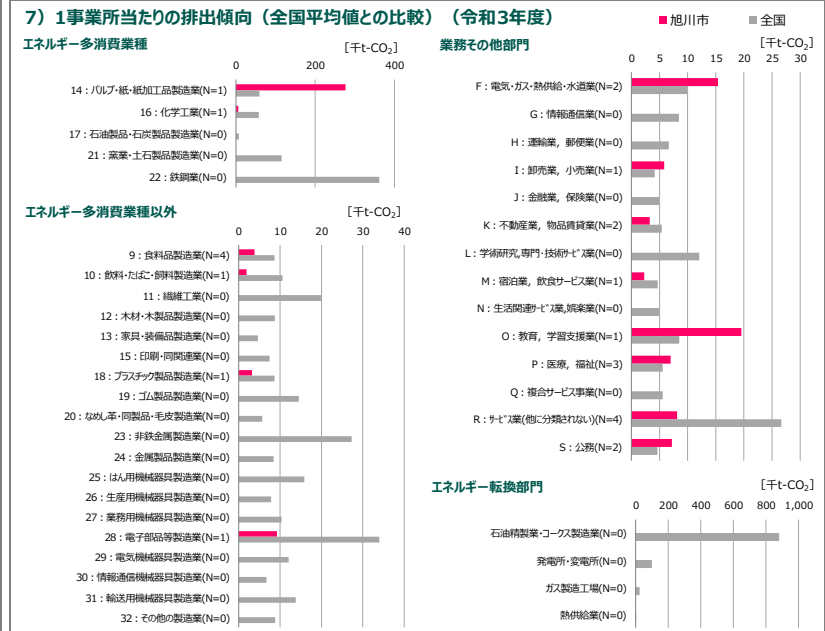 7）1事業所当たりの排出傾向（全国平均値との比較）（令和3年度）
旭川市 全国
エネルギー多消費業種
[千t-CO₂]
0 200 400
14：パルプ・紙・紙加工品製造業(N=1)
16：化学工業(N=1)
17：石油製品・石炭製品製造業(N=0)
21：窯業・土石製品製造業(N=0)
22：鉄鋼業(N=0)
エネルギー多消費業種以外
[千t-CO₂]
0 10 20 30 40
9：食料品製造業(N=4)
10：飲料・たばこ・飼料製造業(N=1)
11：繊維工業(N=0)
12：木材・木製品製造業(N=0)
13：家具・装備品製造業(N=0)
15：印刷・同関連業(N=0)
18：プラスチック製品製造業(N=1)
19：ゴム製品製造業(N=0)
20：なめし革・同製品・毛皮製造業(N=0)
23：非鉄金属製造業(N=0)
24：金属製品製造業(N=0)
25：はん用機械器具製造業(N=0)
26：生産用機械器具製造業(N=0)
27：業務用機械器具製造業(N=0)
28：電子部品等製造業(N=1)
29：電気機械器具製造業(N=0)
30：情報通信機械器具製造業(N=0)
31：輸送用機械器具製造業(N=0)
32：その他の製造業(N=0)
業務その他部門
[千t-CO₂]
0 5 10 15 20 25 30
F：電気・ガス・熱供給・水道業(N=2)
G：情報通信業(N=0)
H：運輸業，郵便業(N=0)
I：卸売業，小売業(N=1)
J：金融業，保険業(N=0)
K：不動産業，物品賃貸業(N=2)
L：学術研究,専門・技術ｻｰﾋﾞｽ業(N=0)
M：宿泊業，飲食サービス業(N=1)
N：生活関連ｻｰﾋﾞｽ業,娯楽業(N=0)
O：教育，学習支援業(N=1)
P：医療，福祉(N=3)
Q：複合サービス事業(N=0)
R：ｻｰﾋﾞｽ業(他に分類されない)(N=4)
S：公務(N=2)
エネルギー転換部門
[千t-CO₂]
0 200 400 600 800 1,000
石油精製業・コークス製造業(N=0)
発電所・変電所(N=0)
ガス製造工場(N=0)
熱供給業(N=0)